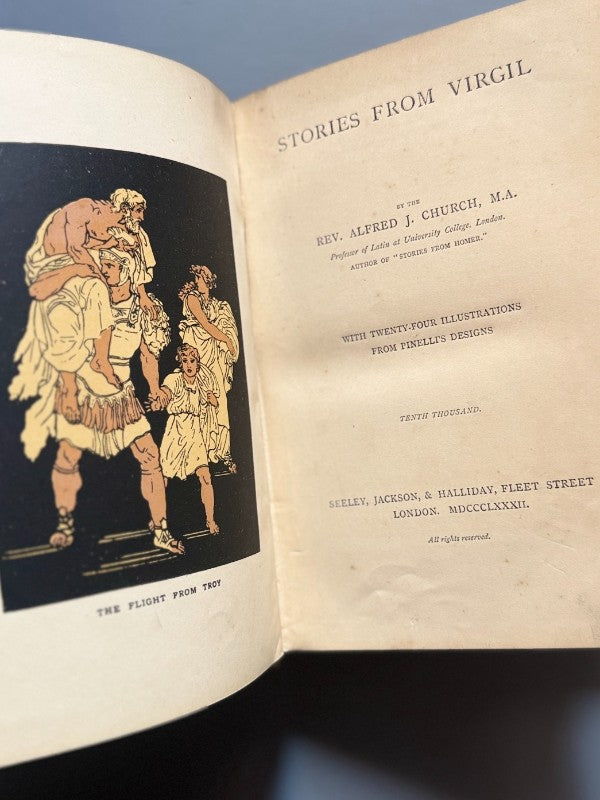 THE FLIGHT FROM TROY
STORIES FROM VIRGIL
BY THE
REV. ALFRED J. CHURCH, M.A.
Professor of Latin at University College, London.
AUTHOR OF "STORIES FROM HOMER."
WITH TWENTY-FOUR ILLUSTRATIONS
FROM PINELLI'S DESIGNS
TENTH THOUSAND.
SEELEY, JACKSON, & HALLIDAY, FLEET STREET
LONDON. MDCCCLXXXII.
All rights reserved.